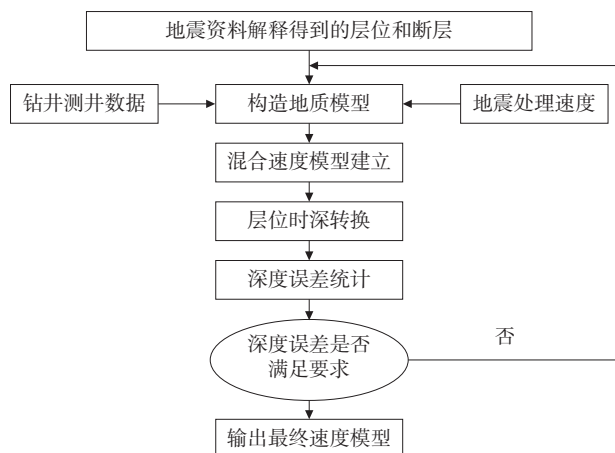 地震资料解释得到的层位和断层
钻井测井数据
构造地质模型
地震处理速度
混合速度模型建立
层位时深转换
深度误差统计
深度误差是否
满足要求
否
输出最终速度模型